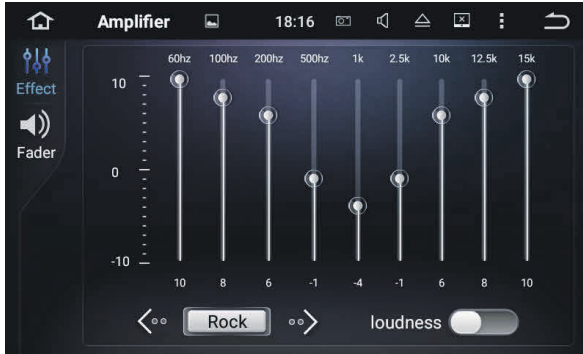 Amplifier 18:16
60hz 100hz 200hz 500hz 1k 2.5k 10k 12.5k 15k
Effect
Fader
10
0
-10
10 8 6 -1 -4 -1 6 8 10
Rock loudness